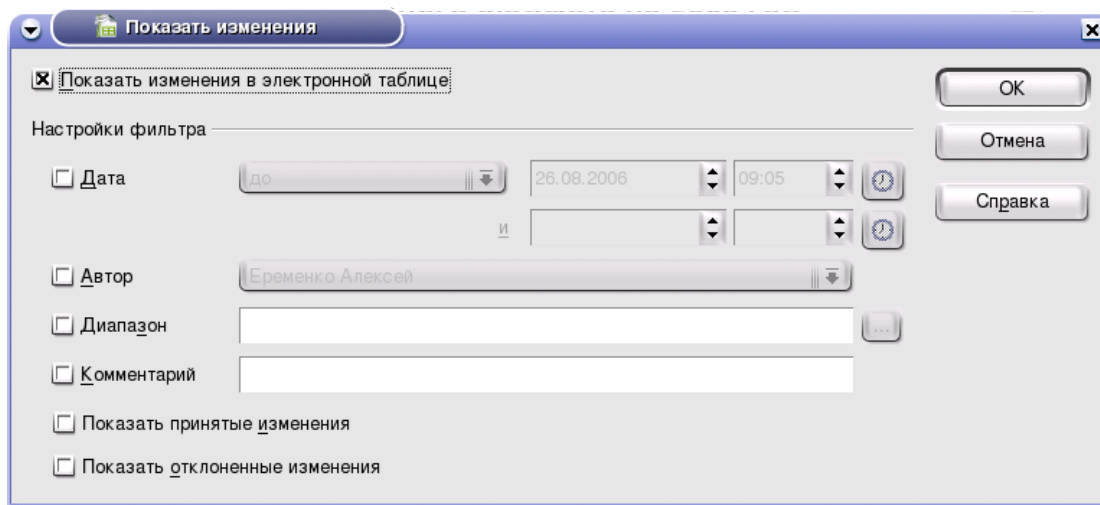 Показать изменения
Показать изменения в электронной таблице
OK
Настройки фильтра
Отмена
Дата
до
26.08.2006
09:05
Справка
и
Автор
Еременко Алексей
Диапазон
...
Комментарий
Показать принятые изменения
Показать отклоненные изменения